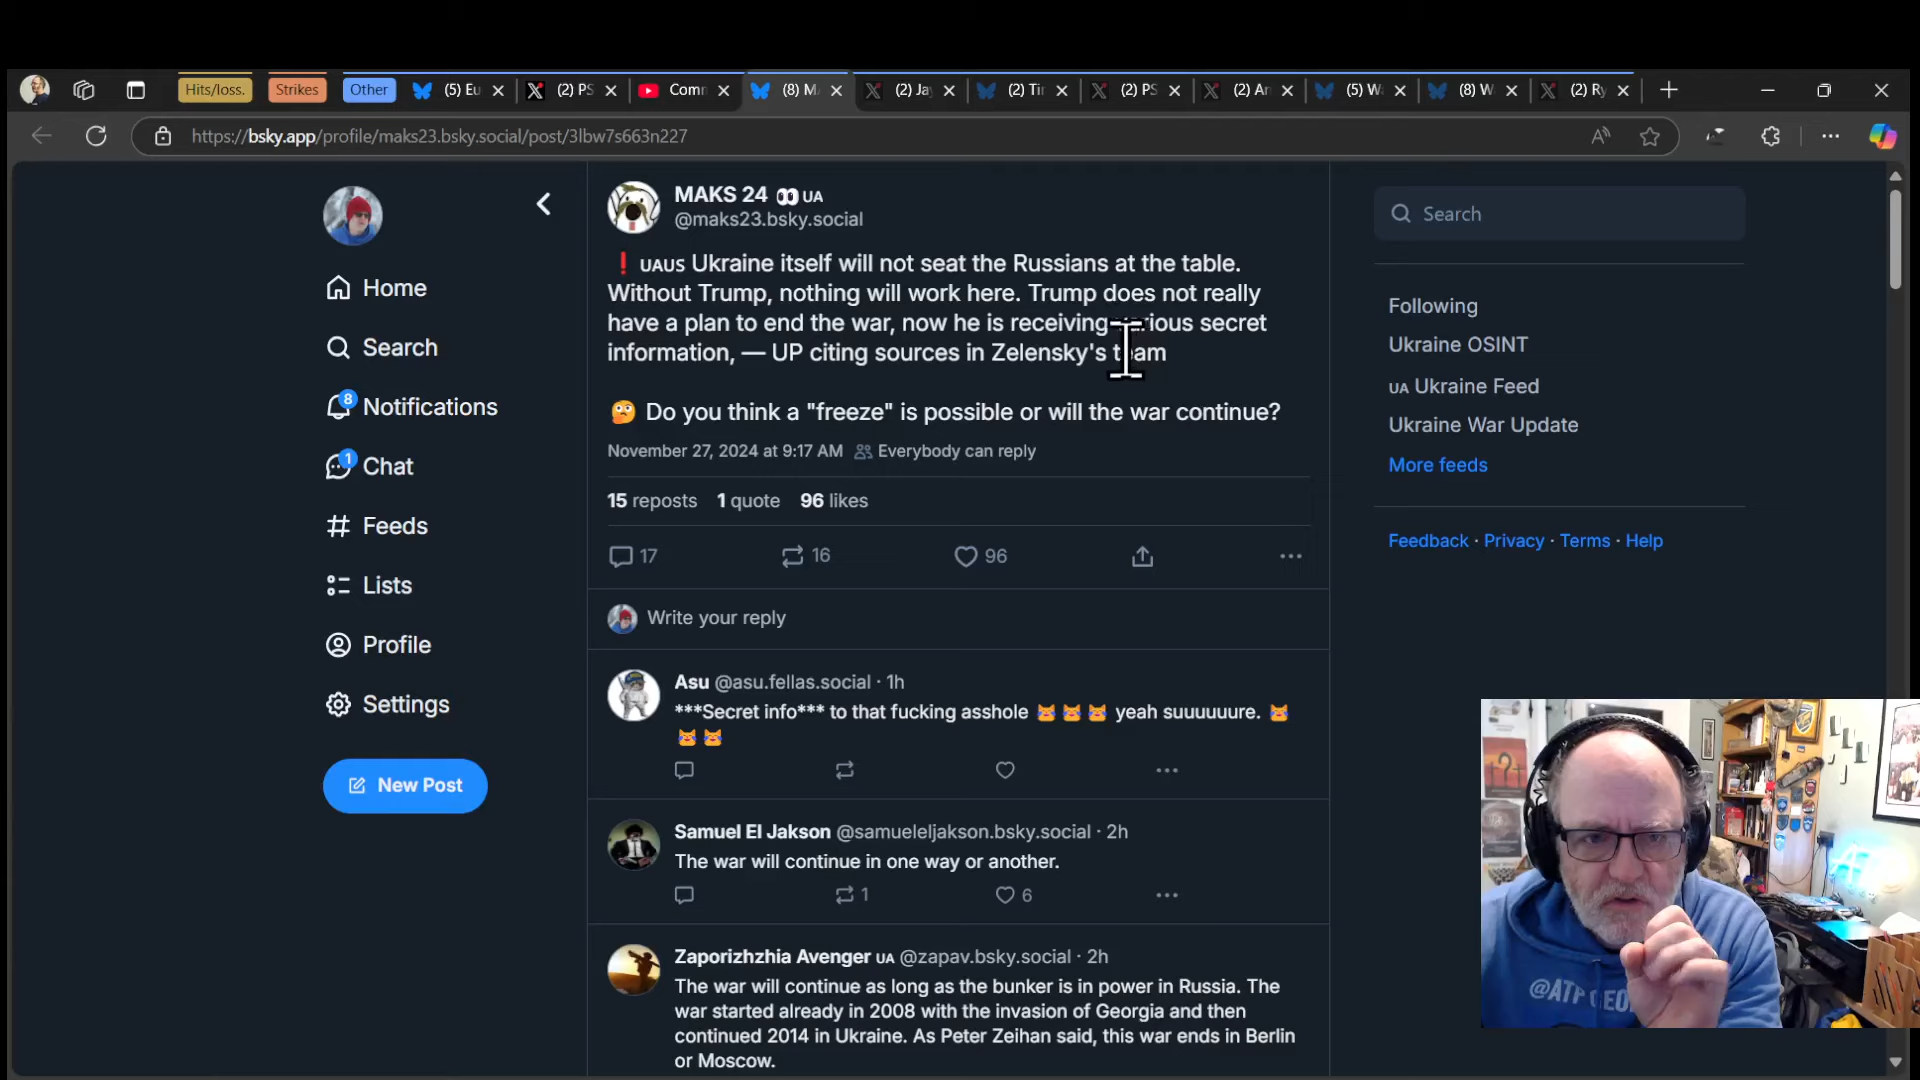 Hits/loss.
Strikes
Other
(5) Eu
(2) PS
Comm
(8) M
(2) Ja
(2) Tir
(2) PS
(2) Ar
(5) W
(8) W
(2) Ry
https://bsky.app/profile/maks23.bsky.social/post/3lbw7s663n227
Home
Search
Notifications
8
Chat
1
Feeds
Lists
Profile
Settings
New Post
MAKS 24 👀 UA
@maks23.bsky.social
❗ UAUS Ukraine itself will not seat the Russians at the table.
Without Trump, nothing will work here. Trump does not really
have a plan to end the war, now he is receiving various secret
information, — UP citing sources in Zelensky's team
🤔 Do you think a "freeze" is possible or will the war continue?
November 27, 2024 at 9:17 AM Everybody can reply
15 reposts 1 quote 96 likes
17 16 96
Write your reply
Asu @asu.fellas.social · 1h
***Secret info*** to that fucking asshole 😹 😹 😹 yeah suuuuuure. 😹
😹 😹
Samuel El Jakson @samueleljakson.bsky.social · 2h
The war will continue in one way or another.
1 6
Zaporizhzhia Avenger UA @zapav.bsky.social · 2h
The war will continue as long as the bunker is in power in Russia. The
war started already in 2008 with the invasion of Georgia and then
continued 2014 in Ukraine. As Peter Zeihan said, this war ends in Berlin
or Moscow.
Search
Following
Ukraine OSINT
UA Ukraine Feed
Ukraine War Update
More feeds
Feedback · Privacy · Terms · Help
@ATP GEO